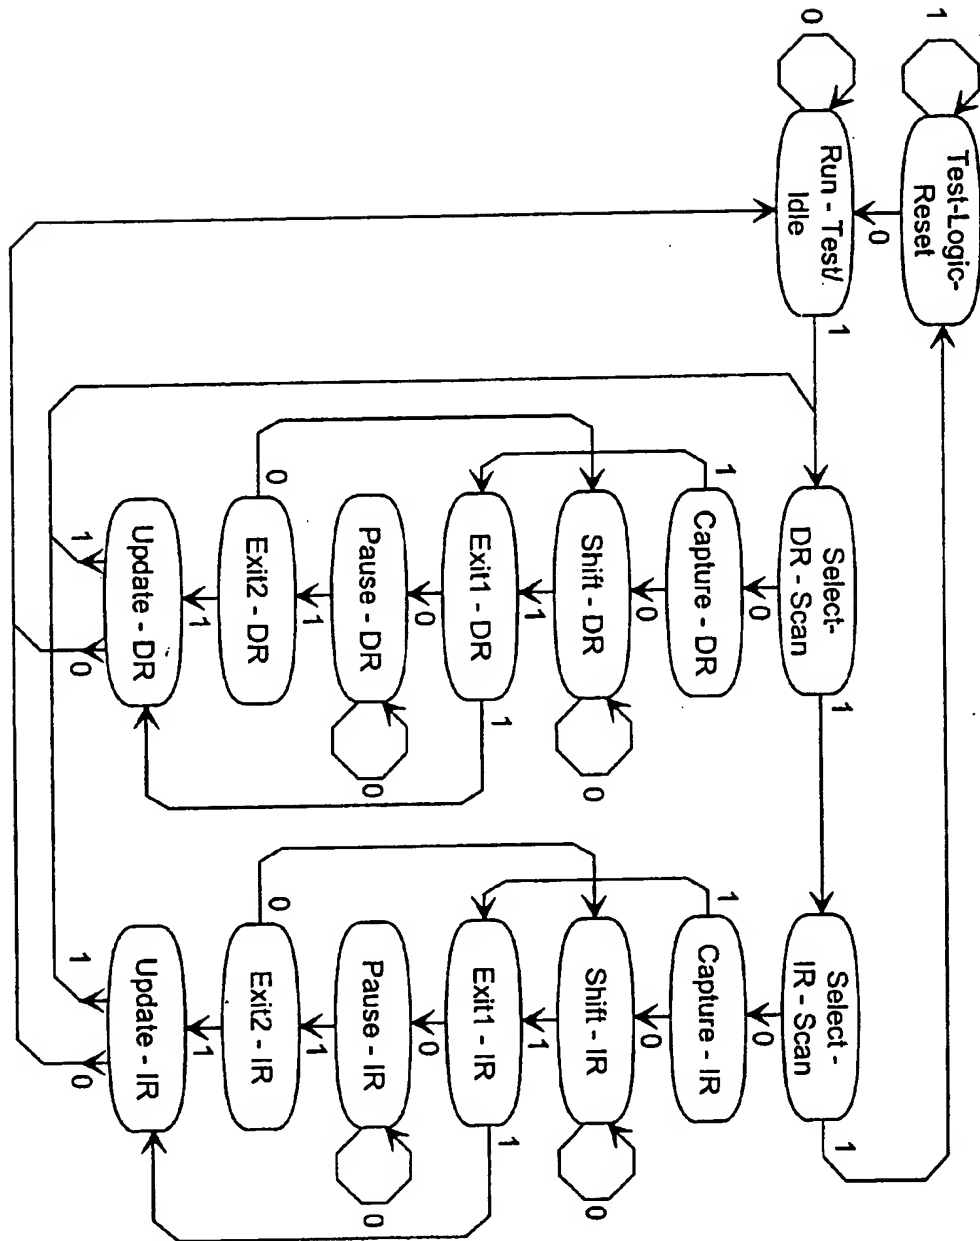 1
Test-Logic-
Reset
0
0
Run - Test/
Idle
1
Select-
DR - Scan
1
Select -
IR - Scan
1
0
0
1
Capture - DR
1
Capture - IR
0
0
Shift - DR
0
Shift - IR
0
1
1
Exit1 - DR
1
Exit1 - IR
1
0
0
Pause - DR
0
Pause - IR
0
1
1
0
Exit2 - DR
0
Exit2 - IR
1
1
Update - DR
Update - IR
1
0
1
0